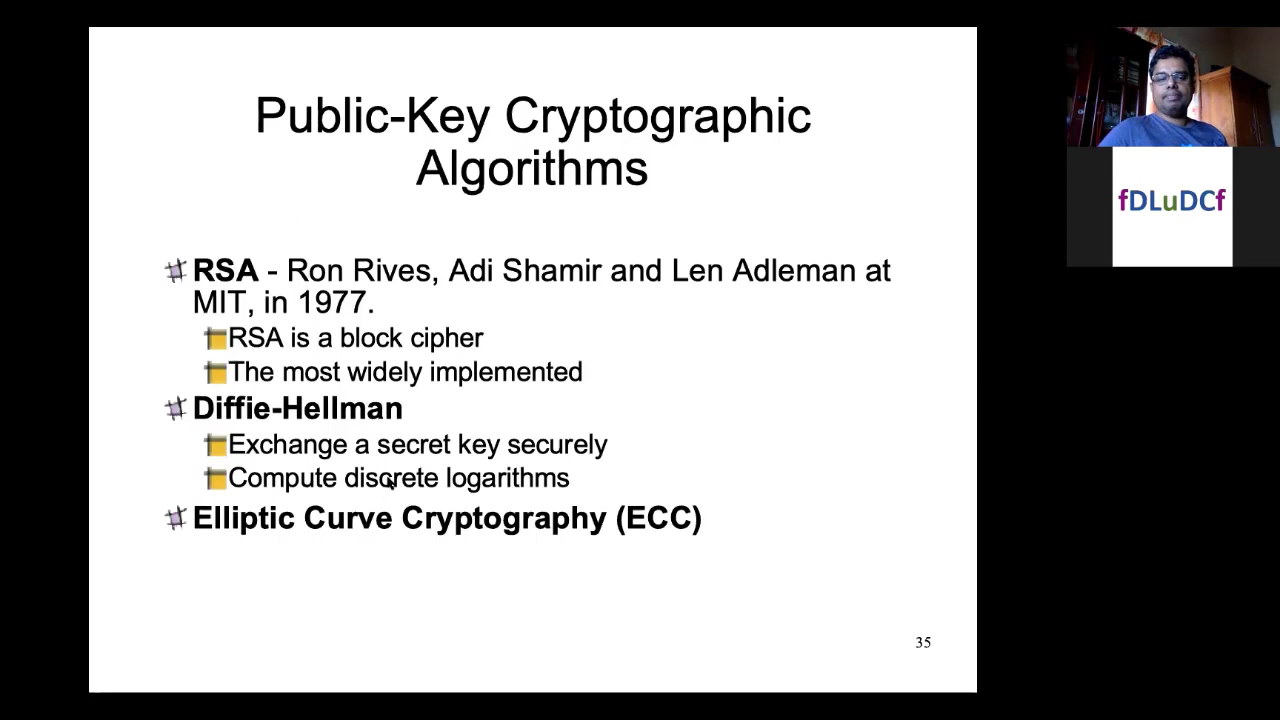 Public-Key Cryptographic
Algorithms
RSA - Ron Rives, Adi Shamir and Len Adleman at
MIT, in 1977.
RSA is a block cipher
The most widely implemented
Diffie-Hellman
Exchange a secret key securely
Compute discrete logarithms
Elliptic Curve Cryptography (ECC)
35
fDLuDCf